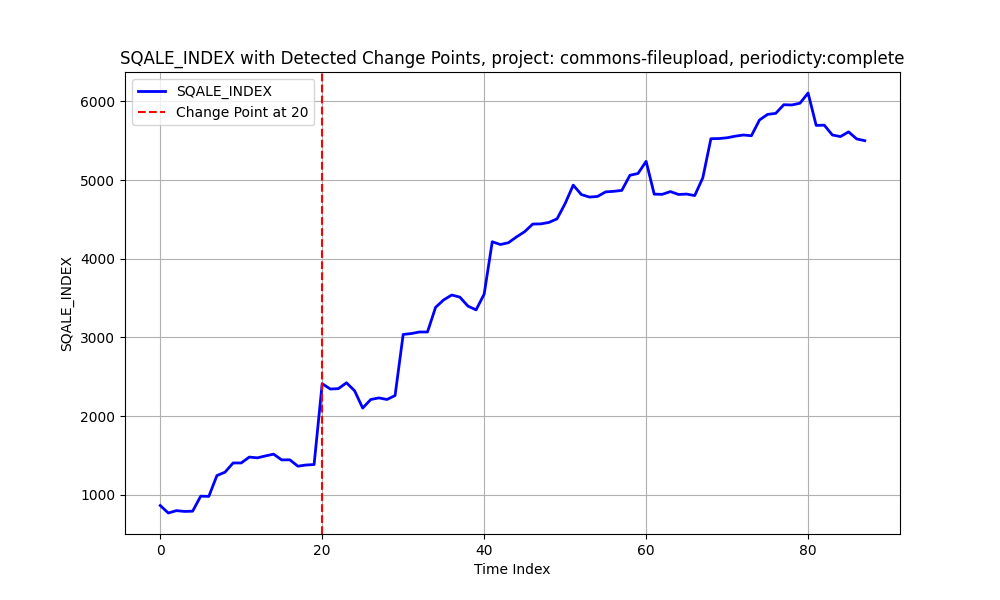 SQALE_INDEX with Detected Change Points, project: commons-fileupload, periodicty:complete
SQALE_INDEX
Change Point at 20
6000
5000
4000
3000
2000
1000
SQALE_INDEX
0 20 40 60 80
Time Index